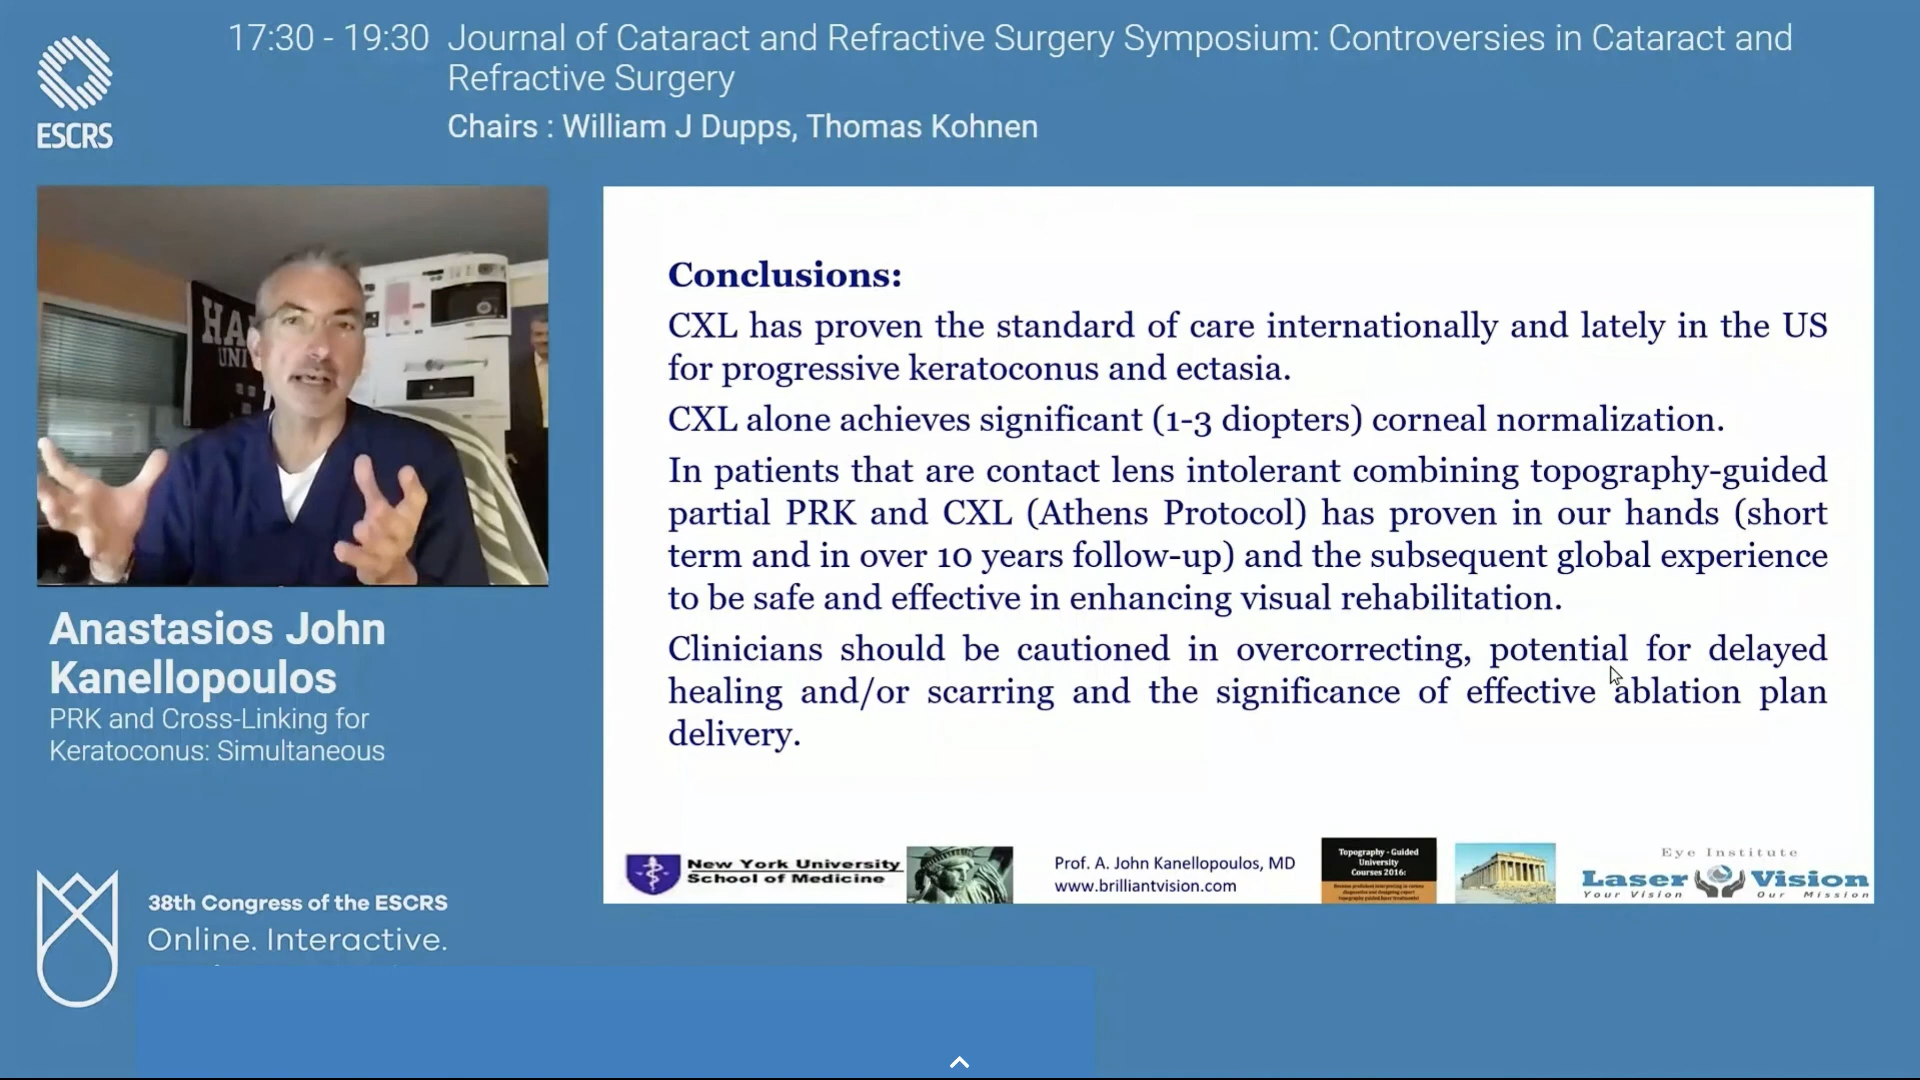 17:30 - 19:30 Journal of Cataract and Refractive Surgery Symposium: Controversies in Cataract and
Refractive Surgery
Chairs : William J Dupps, Thomas Kohnen
ESCRS
HA
UNI
Conclusions:
CXL has proven the standard of care internationally and lately in the US
for progressive keratoconus and ectasia.
CXL alone achieves significant (1-3 diopters) corneal normalization.
In patients that are contact lens intolerant combining topography-guided
partial PRK and CXL (Athens Protocol) has proven in our hands (short
term and in over 10 years follow-up) and the subsequent global experience
to be safe and effective in enhancing visual rehabilitation.
Clinicians should be cautioned in overcorrecting, potential for delayed
healing and/or scarring and the significance of effective ablation plan
delivery.
New York University
School of Medicine
Prof. A. John Kanellopoulos, MD
www.brilliantvision.com
Topography - Guided
University
Courses 2016:
Eye Institute
Laser Vision
Your Vision Our Mission
Anastasios John
Kanellopoulos
PRK and Cross-Linking for
Keratoconus: Simultaneous
38th Congress of the ESCRS
Online. Interactive.